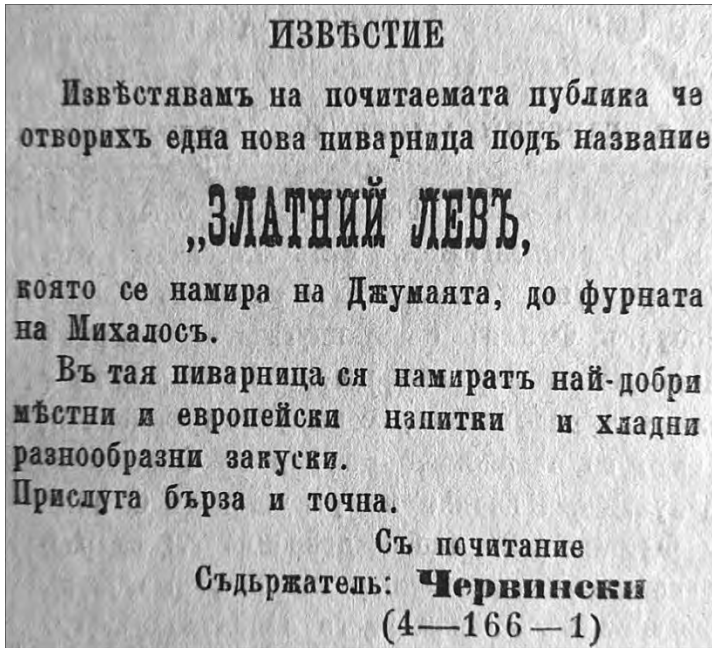 ИЗВѢСТИЕ
Извѣстявамъ на почитаемата публика че
отворихъ една нова пиварница подъ название
„ЗЛАТНИЙ ЛЕВЪ,
която се намира на Джумаята, до фурната
на Михалосъ.
Въ тая пиварница ся намиратъ най-добри
мѣстни и европейски напитки и хладни
разнообразни закуски.
Прислуга бърза и точна.
Съ почитание
Съдьржатель: Червински
(4—166—1)